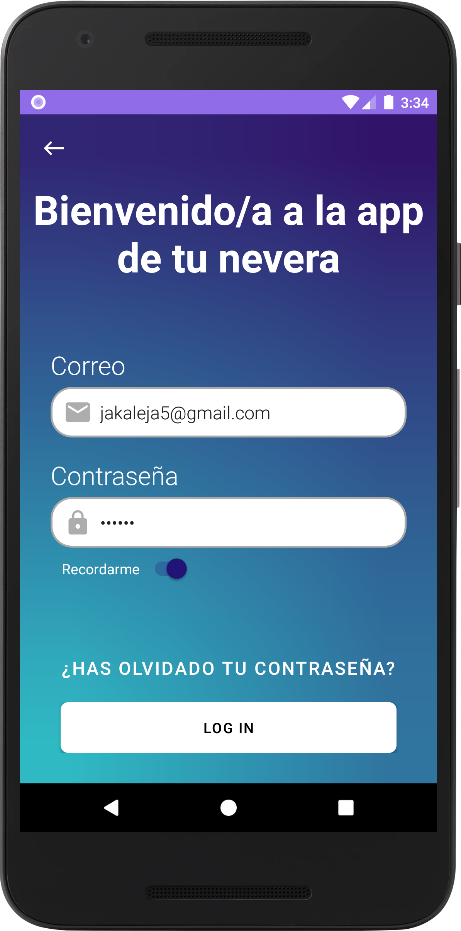 3:34
Bienvenido/a a la app
de tu nevera
Correo
jakaleja5@gmail.com
Contraseña
••••••
Recordarme
¿HAS OLVIDADO TU CONTRASEÑA?
LOG IN